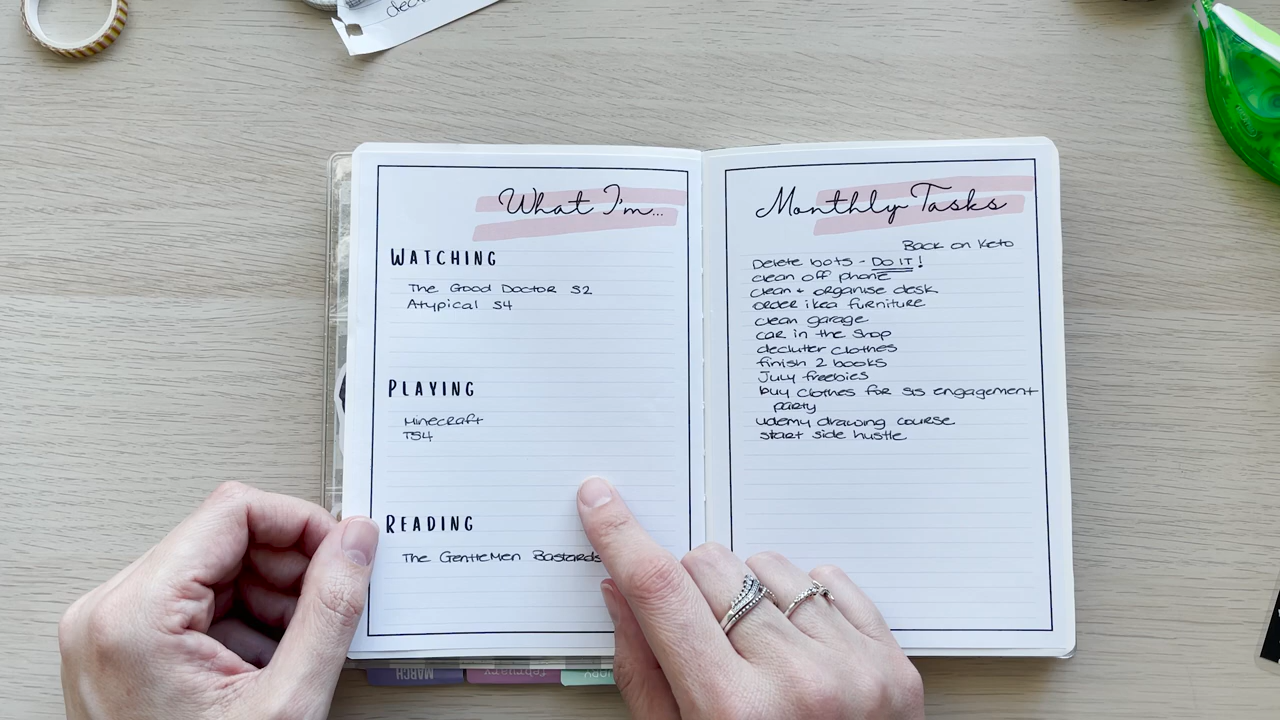 What I'm...
WATCHING
The Good Doctor S2
Atypical S4
PLAYING
Minecraft
TS4
READING
The Gentlemen Bastards
Monthly Tasks
Back on Keto
Delete bots - DO IT!
clean off phone
clean + organise desk
order ikea furniture
clean garage
car in the shop
declutter clothes
finish 2 books
July freebies
buy clothes for sis engagement
party
udemy drawing course
start side hustle
MARCH
february